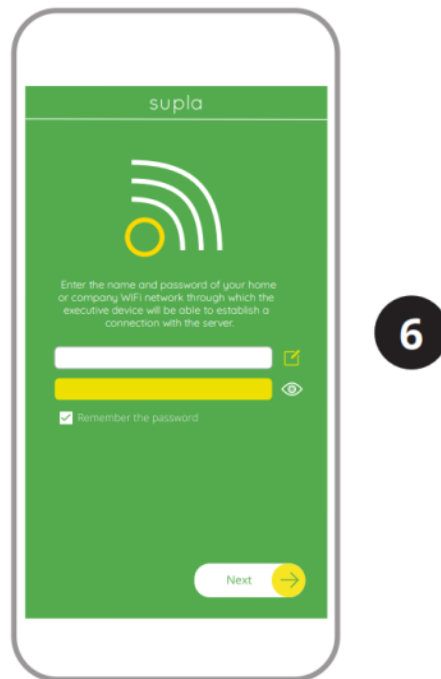 supla
Enter the name and password of your home
or company WiFi network through which the
executive device will be able to establish a
connection with the server.
Remember the password
Next
6